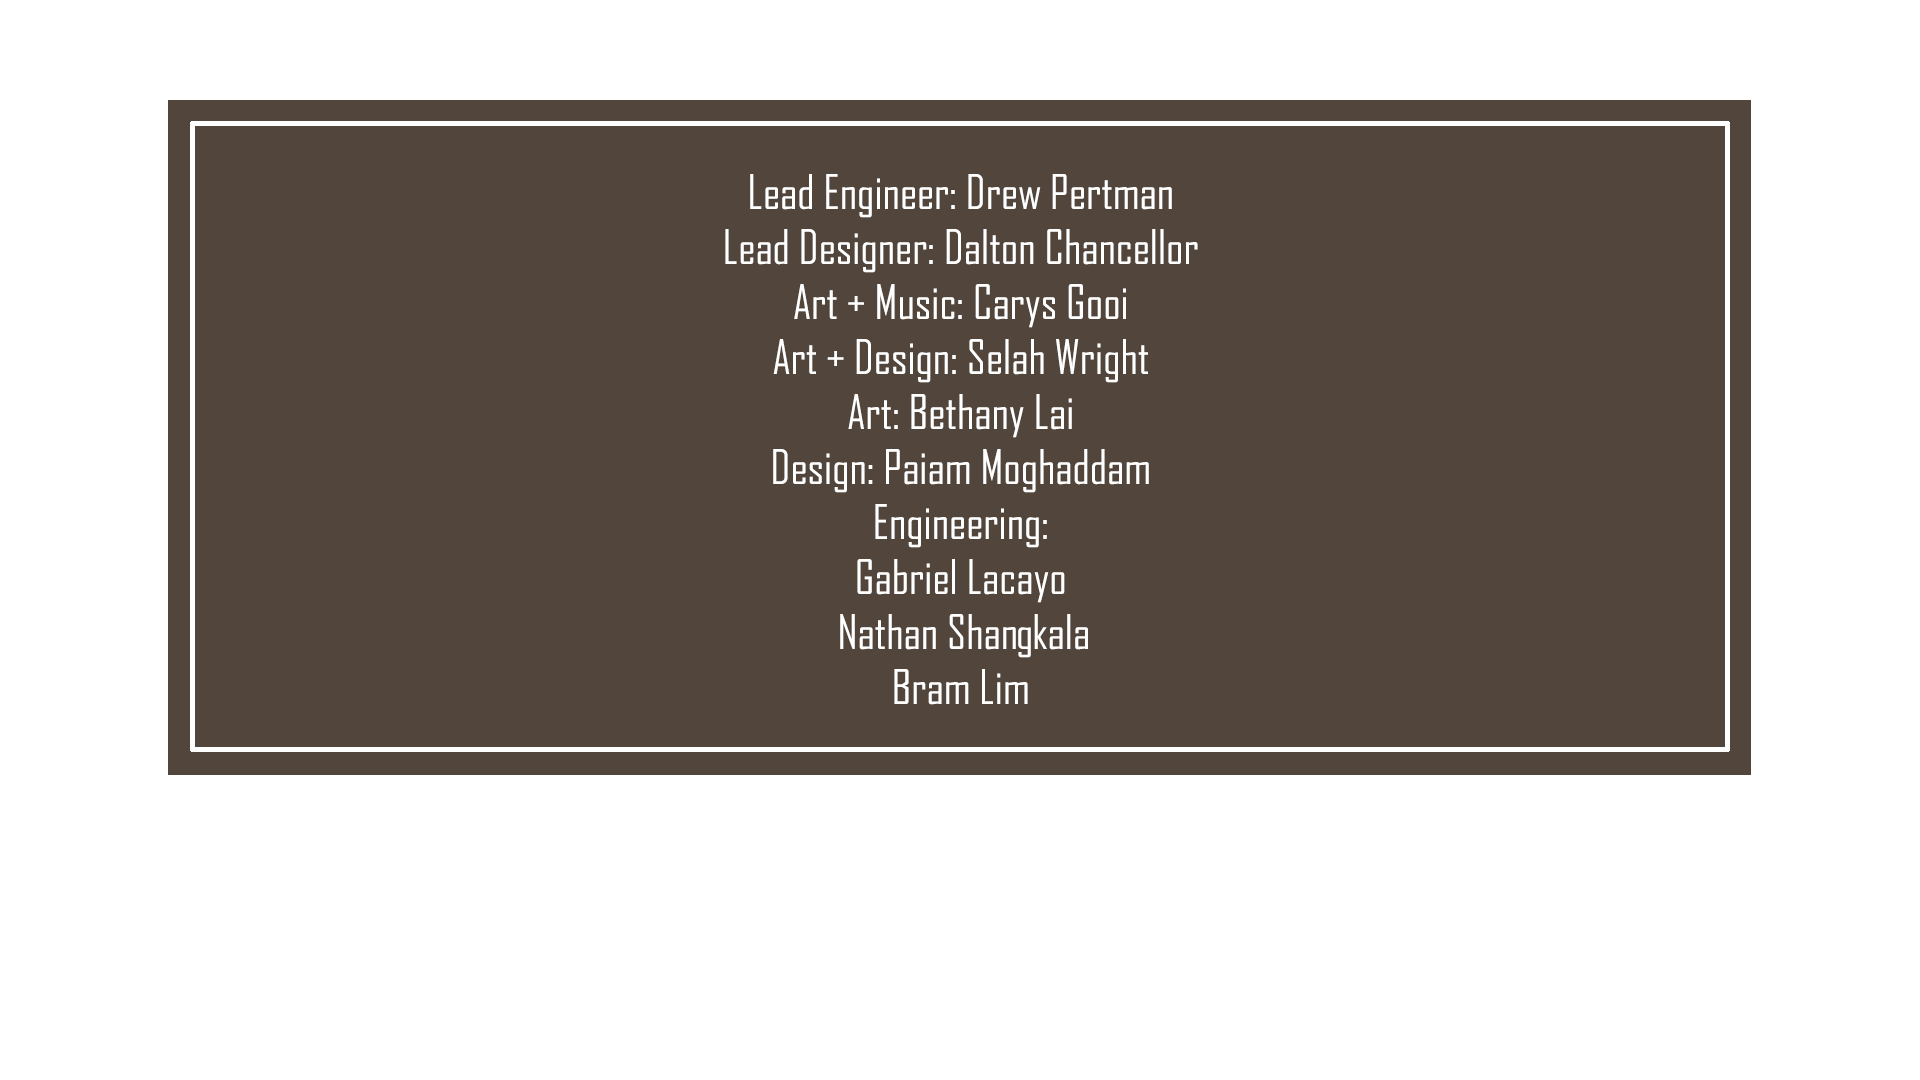 Lead Engineer: Drew Pertman
Lead Designer: Dalton Chancellor
Art + Music: Carys Gooi
Art + Design: Selah Wright
Art: Bethany Lai
Design: Paiam Moghaddam
Engineering:
Gabriel Lacayo
Nathan Shangkala
Bram Lim